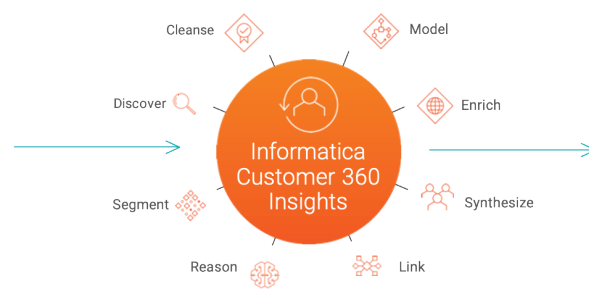 Cleanse
Model
Discover
Enrich
Informatica
Customer 360
Insights
Segment
Synthesize
Reason
Link